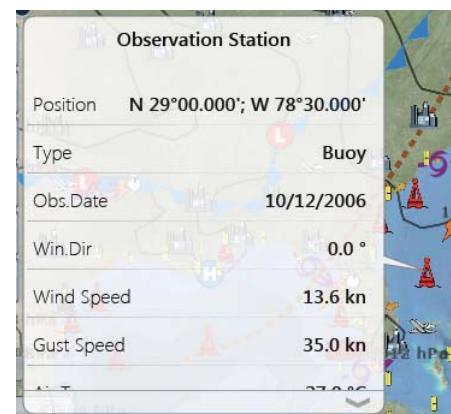 Observation Station
Position N 29°00.000'; W 78°30.000'
Type Buoy
Obs.Date 10/12/2006
Win.Dir 0.0 °
Wind Speed 13.6 kn
Gust Speed 35.0 kn
L
H
hPa